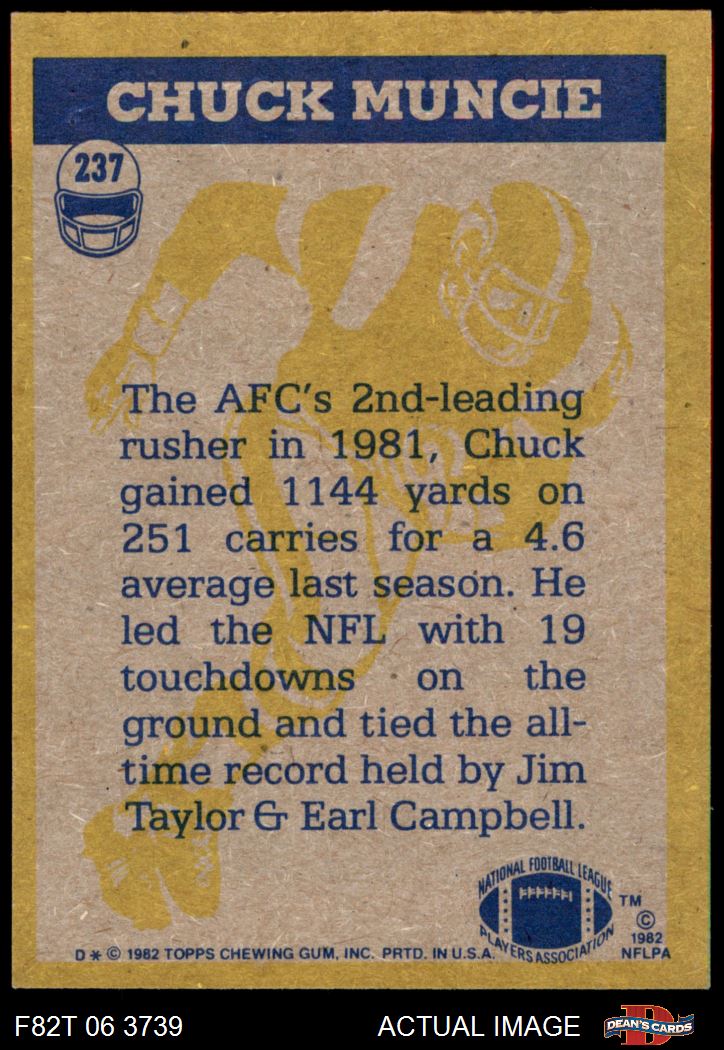 CHUCK MUNCIE
237
The AFC's 2nd-leading
rusher in 1981, Chuck
gained 1144 yards on
251 carries for a 4.6
average last season. He
led the NFL with 19
touchdowns on the
ground and tied the all-
time record held by Jim
Taylor & Earl Campbell.
NATIONAL FOOTBALL LEAGUE
PLAYERS ASSOCIATION
TM
©
1982
NFLPA
D * © 1982 TOPPS CHEWING GUM, INC. PRTD. IN U.S.A.
F82T 06 3739
ACTUAL IMAGE
D
DEAN'S CARDS